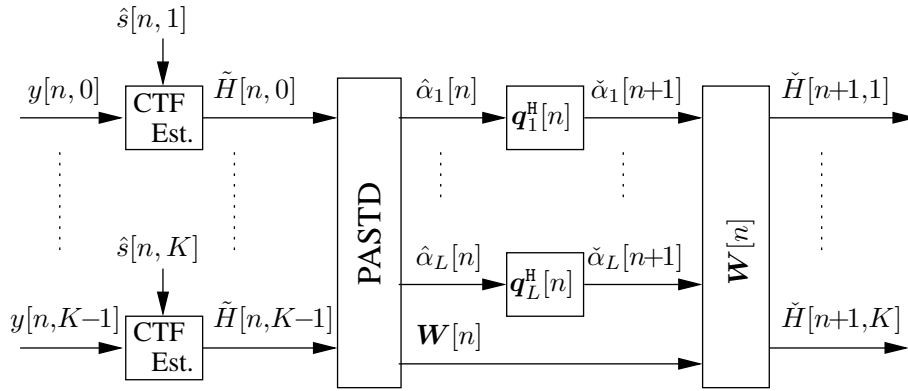 ŝ[n, 1]
y[n, 0]
CTF
Est.
H̃[n, 0]
α̂₁[n]
q₁ᴴ[n]
α̌₁[n+1]
Ȟ[n+1,1]
PASTD
W[n]
ŝ[n, K]
α̂_L[n]
q_Lᴴ[n]
α̌_L[n+1]
y[n,K−1]
CTF
Est.
H̃[n,K−1]
W[n]
Ȟ[n+1,K]